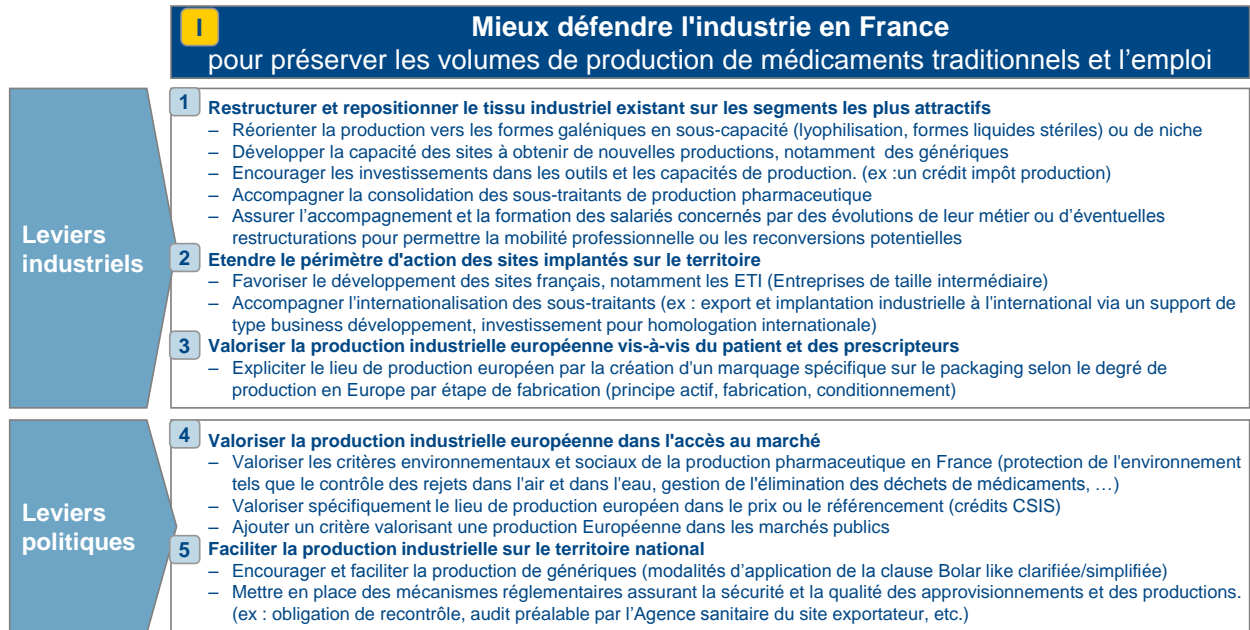 I
Mieux défendre l'industrie en France
pour préserver les volumes de production de médicaments traditionnels et l'emploi
Leviers
industriels
1
Restructurer et repositionner le tissu industriel existant sur les segments les plus attractifs
– Réorienter la production vers les formes galéniques en sous-capacité (lyophilisation, formes liquides stériles) ou de niche
– Développer la capacité des sites à obtenir de nouvelles productions, notamment des génériques
– Encourager les investissements dans les outils et les capacités de production. (ex :un crédit impôt production)
– Accompagner la consolidation des sous-traitants de production pharmaceutique
– Assurer l'accompagnement et la formation des salariés concernés par des évolutions de leur métier ou d'éventuelles
restructurations pour permettre la mobilité professionnelle ou les reconversions potentielles
2
Etendre le périmètre d'action des sites implantés sur le territoire
– Favoriser le développement des sites français, notamment les ETI (Entreprises de taille intermédiaire)
– Accompagner l'internationalisation des sous-traitants (ex : export et implantation industrielle à l'international via un support de
type business développement, investissement pour homologation internationale)
3
Valoriser la production industrielle européenne vis-à-vis du patient et des prescripteurs
– Expliciter le lieu de production européen par la création d'un marquage spécifique sur le packaging selon le degré de
production en Europe par étape de fabrication (principe actif, fabrication, conditionnement)
Leviers
politiques
4
Valoriser la production industrielle européenne dans l'accès au marché
– Valoriser les critères environnementaux et sociaux de la production pharmaceutique en France (protection de l'environnement
tels que le contrôle des rejets dans l'air et dans l'eau, gestion de l'élimination des déchets de médicaments, …)
– Valoriser spécifiquement le lieu de production européen dans le prix ou le référencement (crédits CSIS)
– Ajouter un critère valorisant une production Européenne dans les marchés publics
5
Faciliter la production industrielle sur le territoire national
– Encourager et faciliter la production de génériques (modalités d'application de la clause Bolar like clarifiée/simplifiée)
– Mettre en place des mécanismes réglementaires assurant la sécurité et la qualité des approvisionnements et des productions.
(ex : obligation de recontrôle, audit préalable par l'Agence sanitaire du site exportateur, etc.)